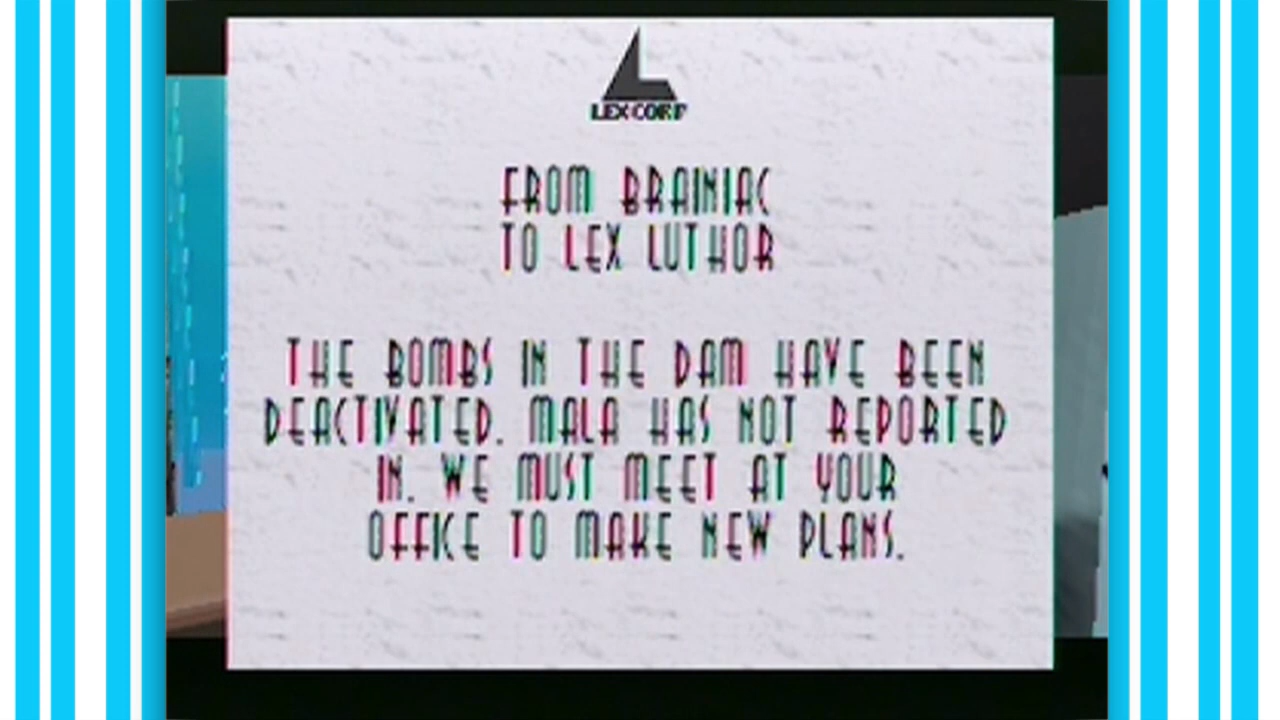 LEXCORP
FROM BRAINIAC
TO LEX LUTHOR
THE BOMBS IN THE DAM HAVE BEEN
DEACTIVATED. MALA HAS NOT REPORTED
IN. WE MUST MEET AT YOUR
OFFICE TO MAKE NEW PLANS.